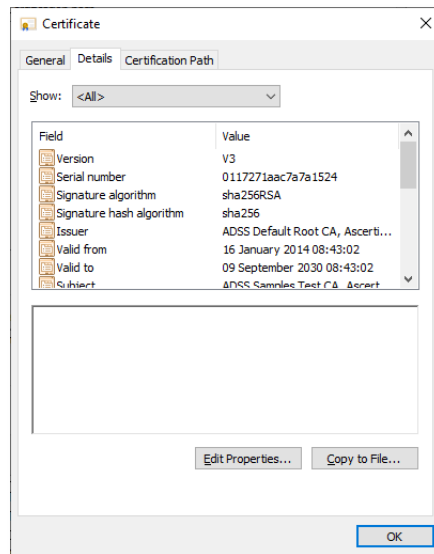 Certificate
General Details Certification Path
Show: <All>
Field Value
Version V3
Serial number 0117271aac7a7a1524
Signature algorithm sha256RSA
Signature hash algorithm sha256
Issuer ADSS Default Root CA, Ascerti...
Valid from 16 January 2014 08:43:02
Valid to 09 September 2030 08:43:02
Subject ADSS Samples Test CA, Ascert
Edit Properties... Copy to File...
OK